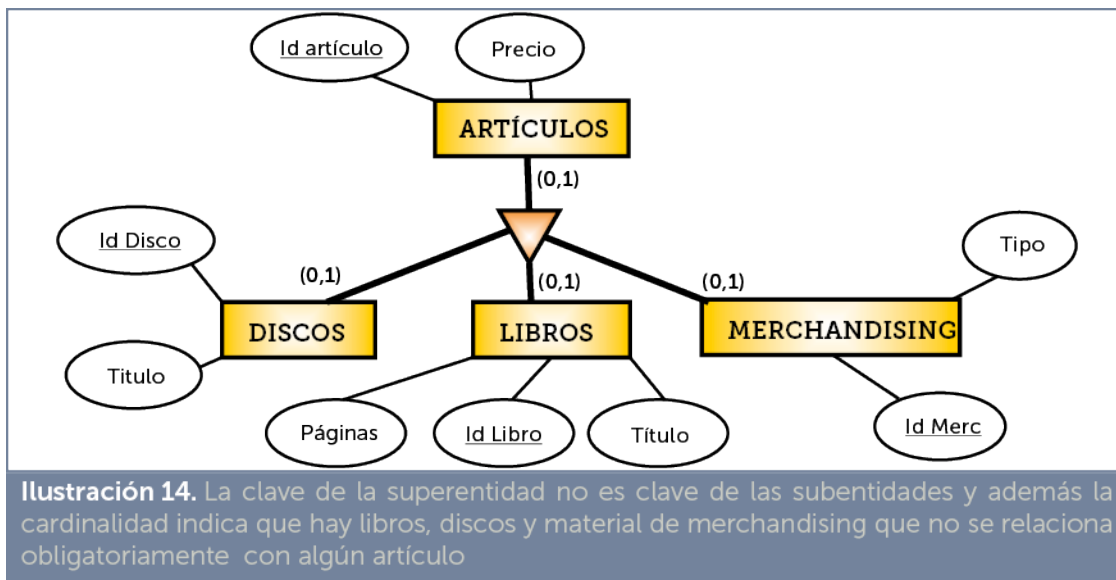 Id artículo
Precio
ARTÍCULOS
(0,1)
Id Disco
Tipo
(0,1)
(0,1)
(0,1)
DISCOS
LIBROS
MERCHANDISING
Titulo
Páginas
Id Libro
Título
Id Merc
Ilustración 14. La clave de la superentidad no es clave de las subentidades y además la
cardinalidad indica que hay libros, discos y material de merchandising que no se relaciona
obligatoriamente con algún artículo